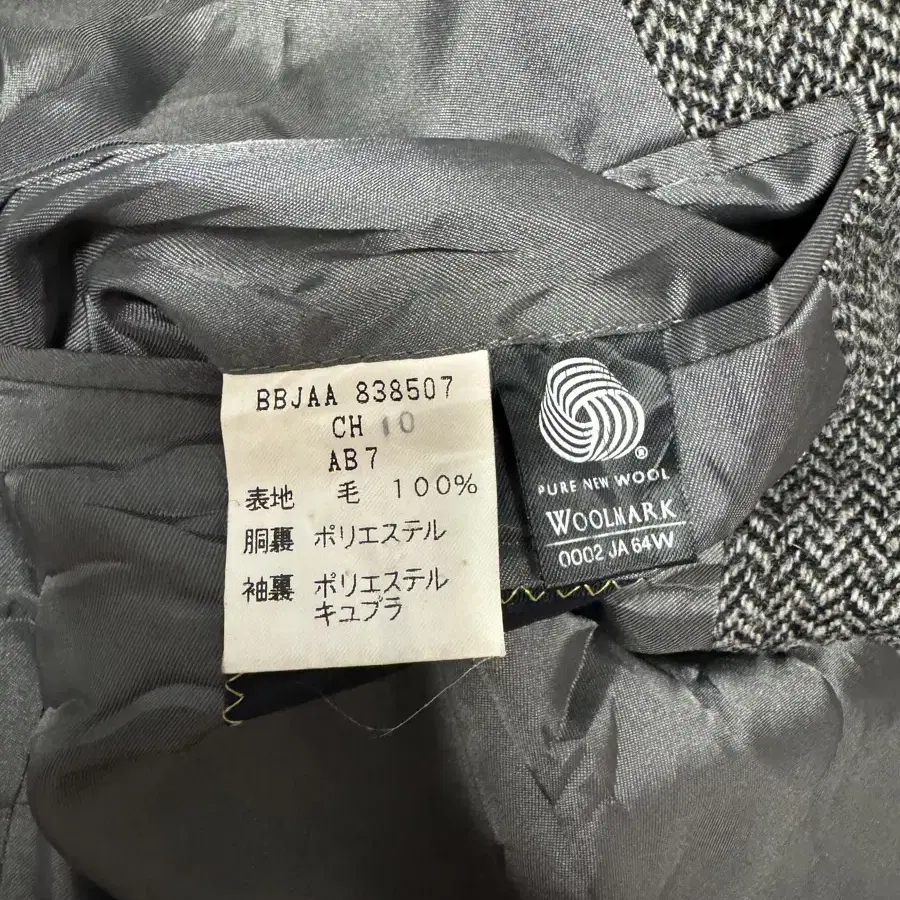 BBJAA 838507
CH 10
AB7
表地 毛 100%
胴裏 ポリエステル
袖裏 ポリエステル
キュプラ
®
PURE NEW WOOL
WOOLMARK
0002 JA 64W